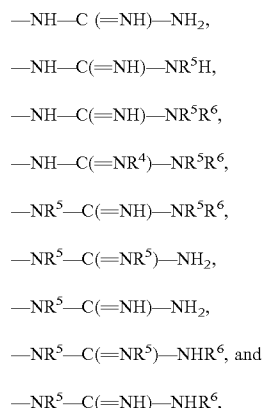 —NH—C (═NH)—NH₂,
—NH—C(═NH)—NR⁵H,
—NH—C(═NH)—NR⁵R⁶,
—NH—C(═NR⁴)—NR⁵R⁶,
—NR⁵—C(═NH)—NR⁵R⁶,
—NR⁵—C(═NR⁵)—NH₂,
—NR⁵—C(═NH)—NH₂,
—NR⁵—C(═NR⁵)—NHR⁶, and
—NR⁵—C(═NH)—NHR⁶,